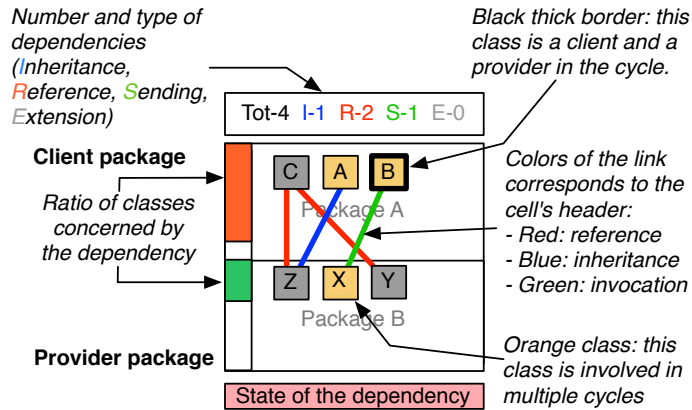 Number and type of
dependencies
(Inheritance,
Reference, Sending,
Extension)
Black thick border: this
class is a client and a
provider in the cycle.
Tot-4 I-1 R-2 S-1 E-0
Client package
C A B
Package A
Ratio of classes
concerned by
the dependency
Colors of the link
corresponds to the
cell's header:
- Red: reference
- Blue: inheritance
- Green: invocation
Z X Y
Package B
Provider package
Orange class: this
class is involved in
multiple cycles
State of the dependency